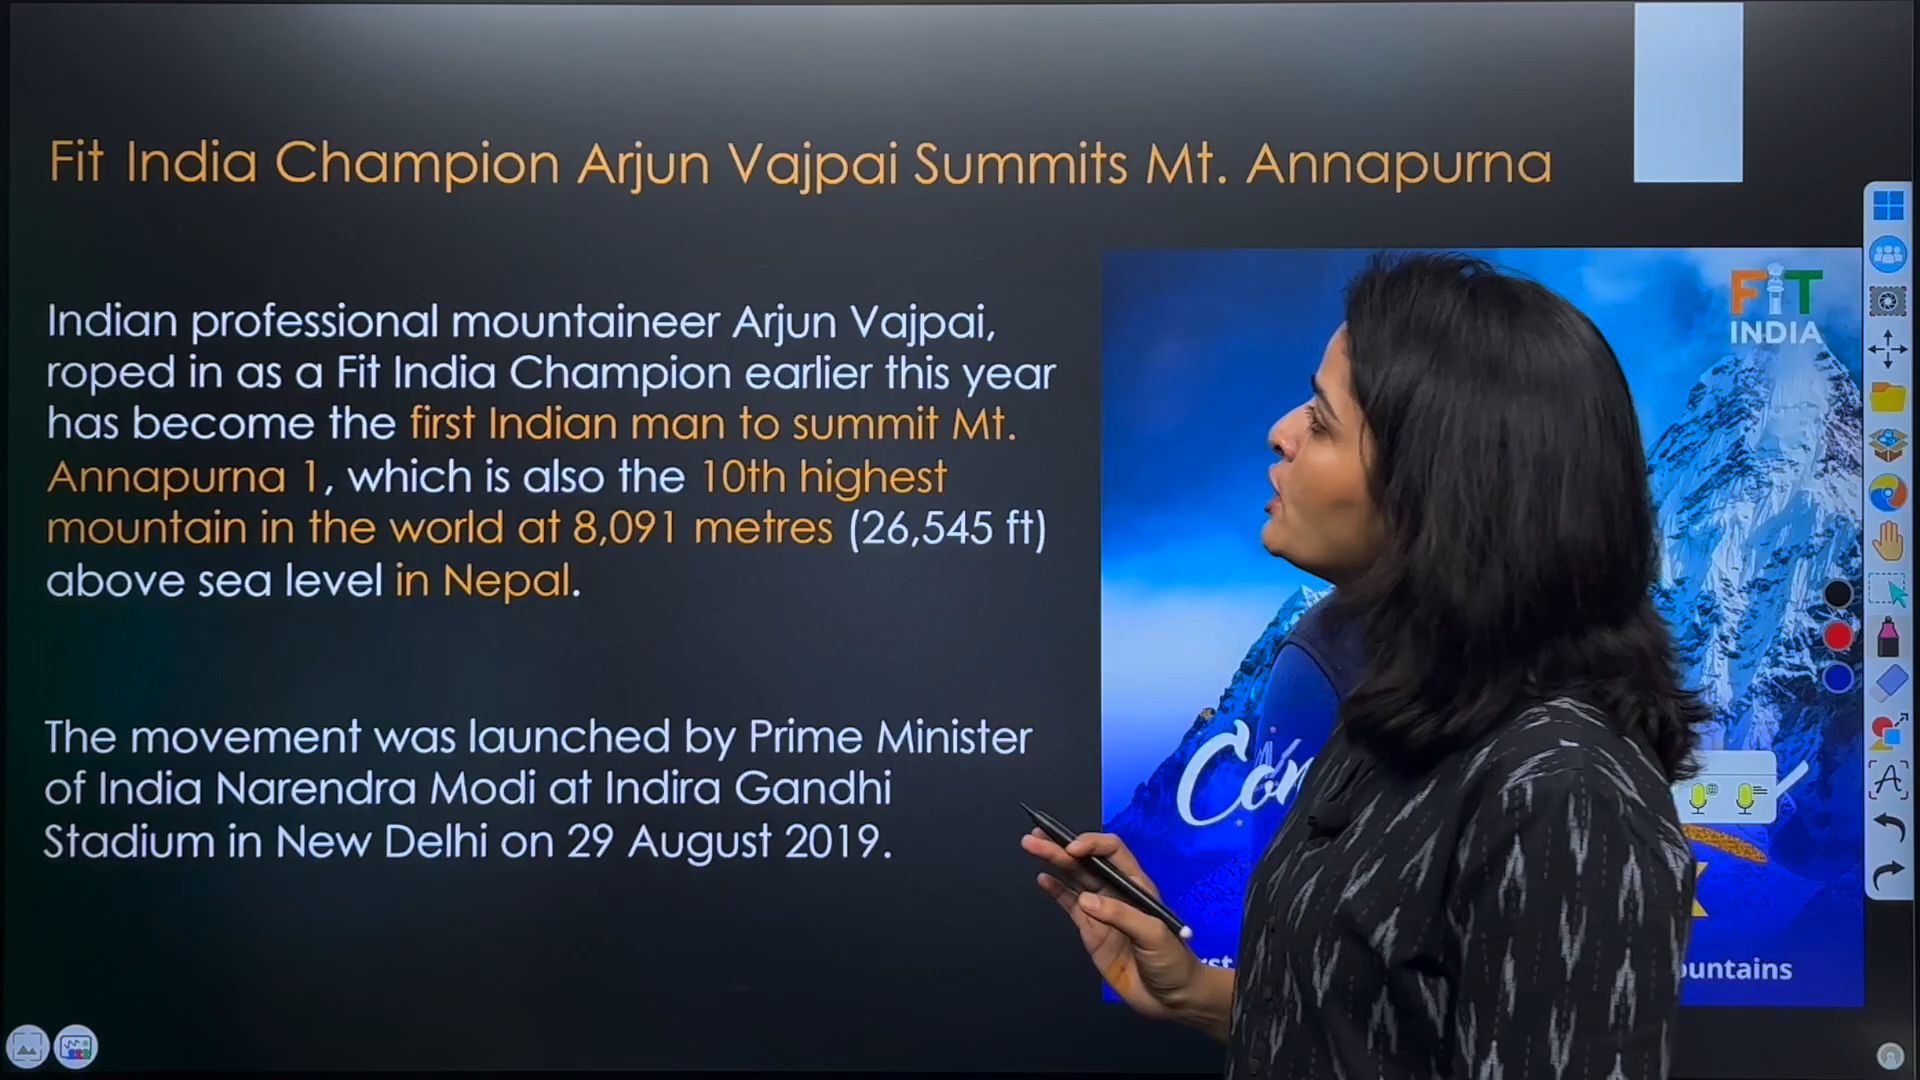 Fit India Champion Arjun Vajpai Summits Mt. Annapurna
Indian professional mountaineer Arjun Vajpai,
roped in as a Fit India Champion earlier this year
has become the first Indian man to summit Mt.
Annapurna 1, which is also the 10th highest
mountain in the world at 8,091 metres (26,545 ft)
above sea level in Nepal.
The movement was launched by Prime Minister
of India Narendra Modi at Indira Gandhi
Stadium in New Delhi on 29 August 2019.
FIT
INDIA